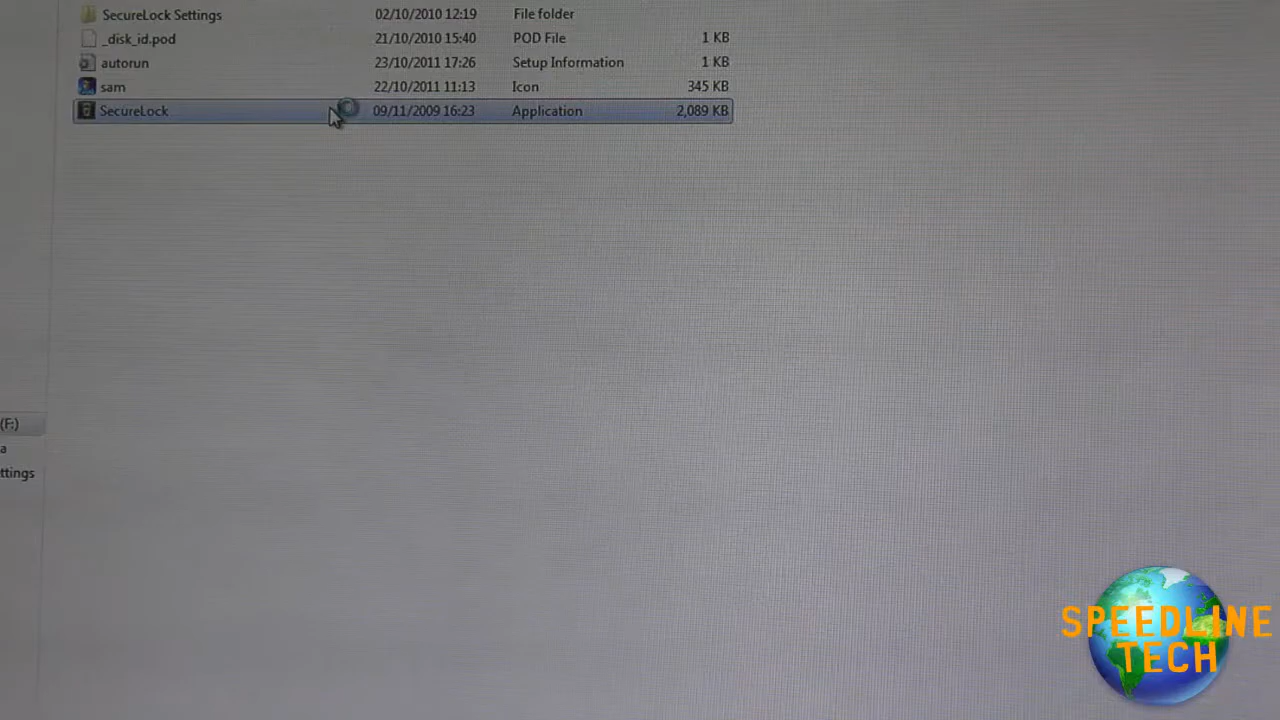 SecureLock Settings 02/10/2010 12:19 File folder
_disk_id.pod 21/10/2010 15:40 POD File 1 KB
autorun 23/10/2011 17:26 Setup Information 1 KB
sam 22/10/2011 11:13 Icon 345 KB
SecureLock 09/11/2009 16:23 Application 2,089 KB
(F:)
a
ttings
SPEEDLINE
TECH